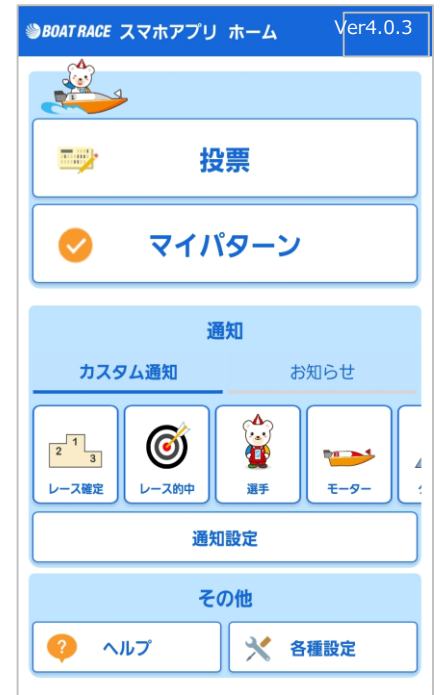 BOAT RACE スマホアプリ ホーム Ver4.0.3
投票
マイパターン
通知
カスタム通知 お知らせ
2 1 3
レース確定 レース的中 選手 モーター
通知設定
その他
? ヘルプ 各種設定